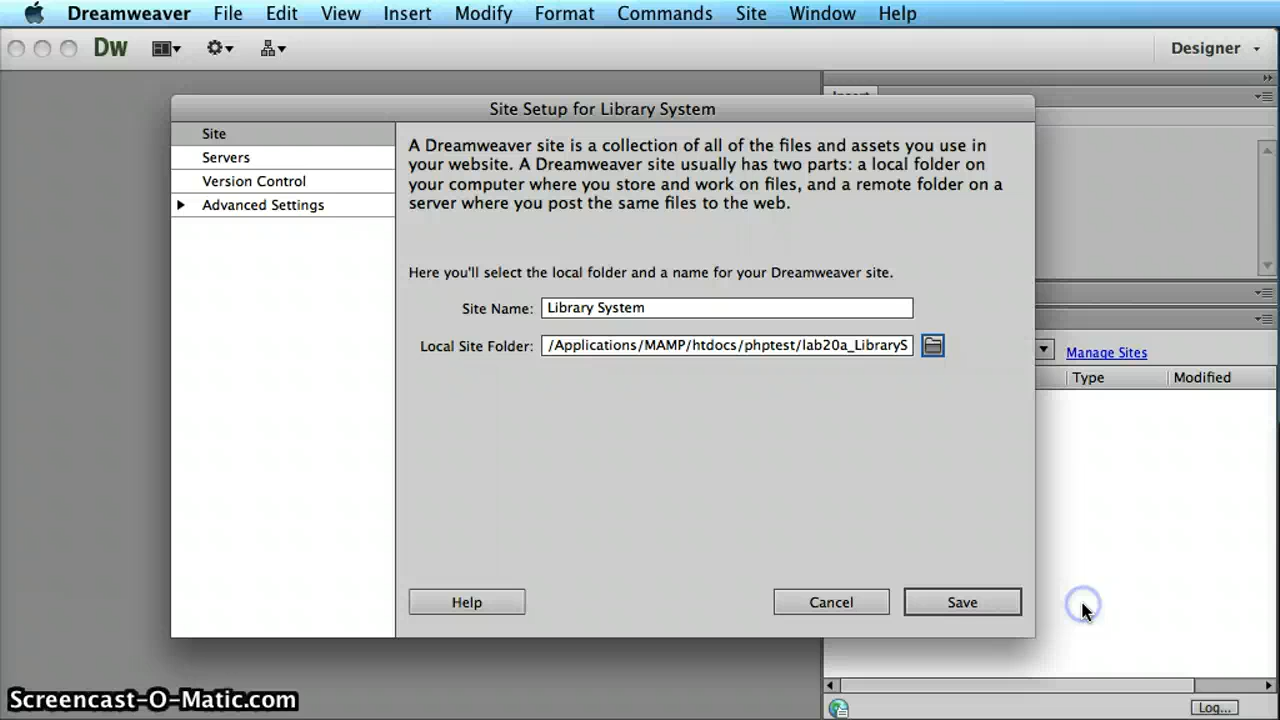 Dreamweaver File Edit View Insert Modify Format Commands Site Window Help
Dw Designer
Site Setup for Library System
Site
Servers
Version Control
Advanced Settings
A Dreamweaver site is a collection of all of the files and assets you use in
your website. A Dreamweaver site usually has two parts: a local folder on
your computer where you store and work on files, and a remote folder on a
server where you post the same files to the web.
Here you'll select the local folder and a name for your Dreamweaver site.
Site Name: Library System
Local Site Folder: /Applications/MAMP/htdocs/phptest/lab20a_LibraryS
Manage Sites
Type Modified
Help Cancel Save
Screencast-O-Matic.com
Log...